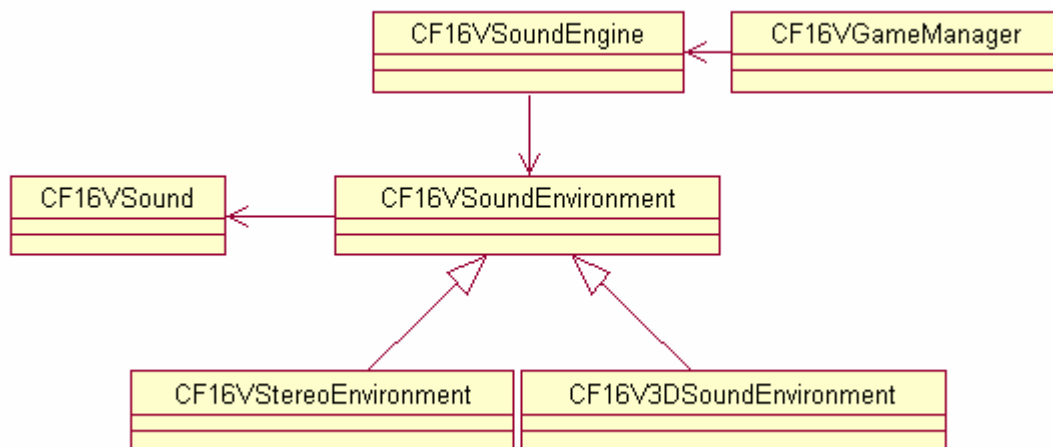 CF16VSoundEngine
CF16VGameManager
CF16VSound
CF16VSoundEnvironment
CF16VStereoEnvironment
CF16V3DSoundEnvironment